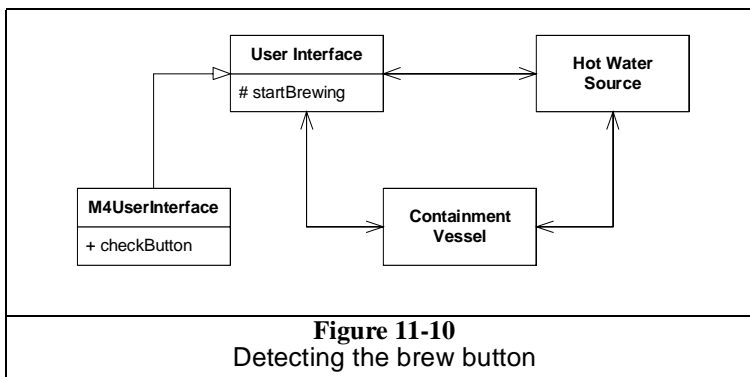 User Interface
# startBrewing
Hot Water
Source
M4UserInterface
+ checkButton
Containment
Vessel
Figure 11-10
Detecting the brew button